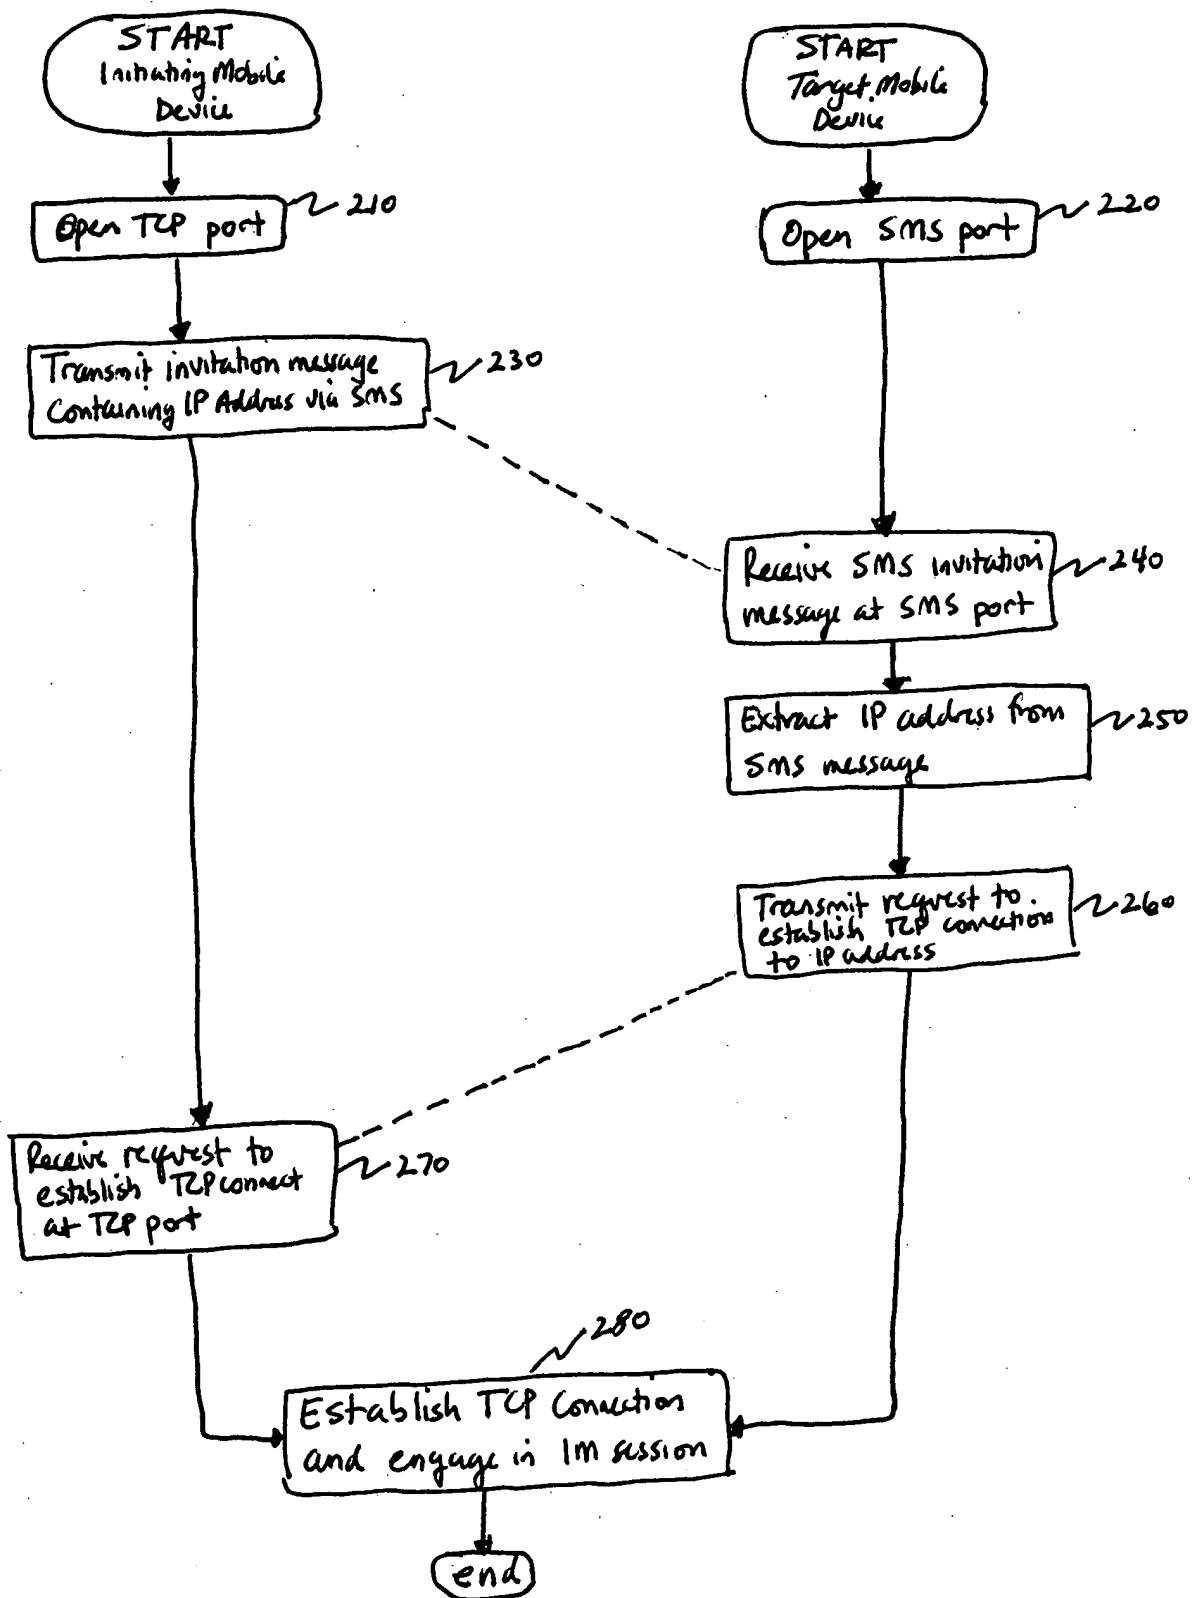 START
Initiating Mobile
Device
START
Target Mobile
Device
210
Open TCP port
220
Open SMS port
230
Transmit invitation message
Containing IP Address via SMS
240
Receive SMS invitation
message at SMS port
250
Extract IP address from
SMS message
260
Transmit request to
establish TCP connection
to IP address
270
Receive request to
establish TCP connect
at TCP port
280
Establish TCP Connection
and engage in IM session
end